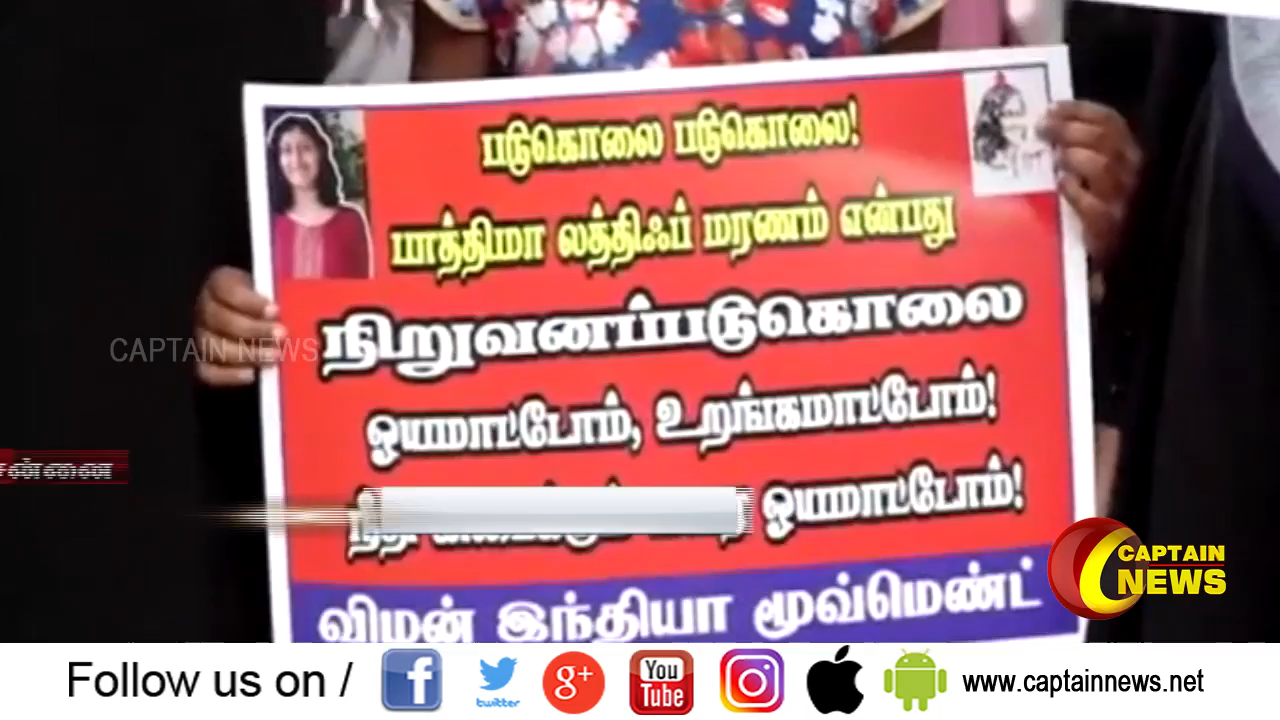 படுகொலை படுகொலை!
பாத்திமா லத்திஃப் மரணம் என்பது
நிறுவனப்படுகொலை
ஓயமாட்டோம், உறங்கமாட்டோம்!
ஓயமாட்டோம்!
விமன் இந்தியா மூவ்மெண்ட்
CAPTAIN NEWS
CAPTAIN
NEWS
Follow us on /
twitter
g+
You
Tube
www.captainnews.net